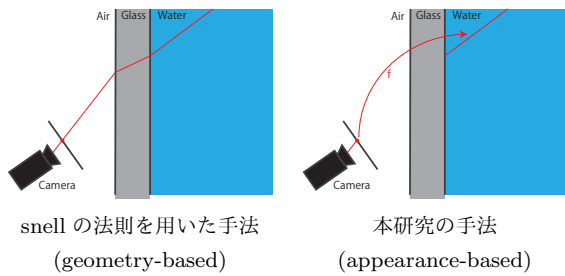 Air Glass Water
Camera
snell の法則を用いた手法
(geometry-based)
Air Glass Water
f
Camera
本研究の手法
(appearance-based)